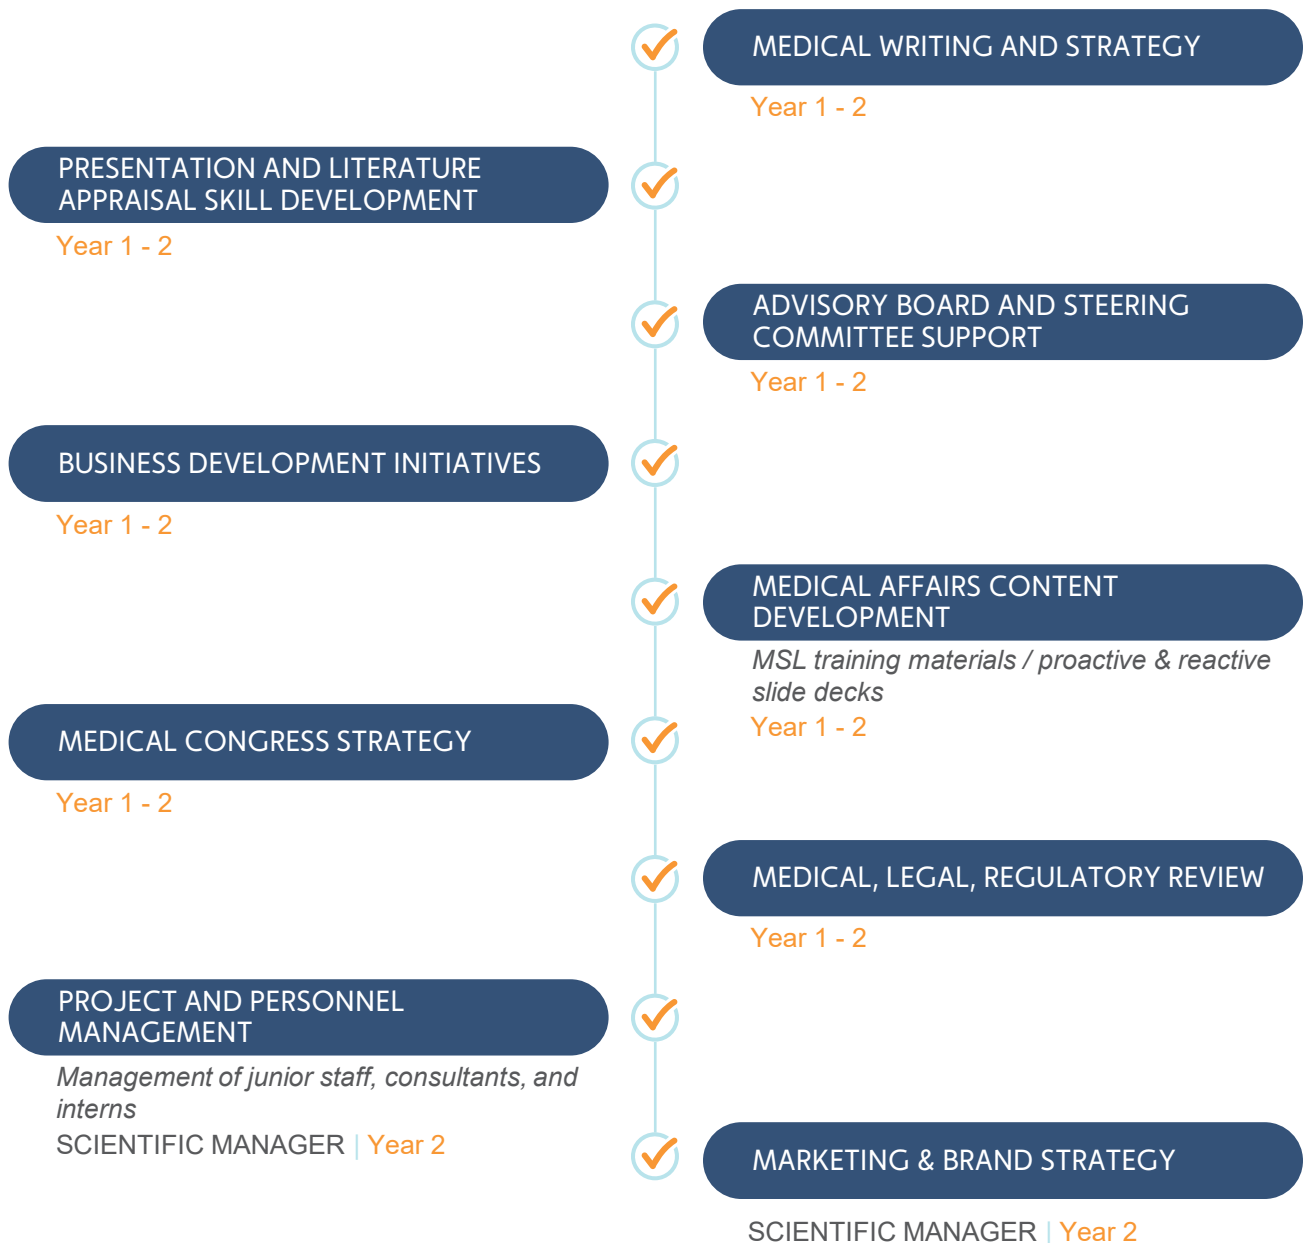 MEDICAL WRITING AND STRATEGY
Year 1 - 2
PRESENTATION AND LITERATURE
APPRAISAL SKILL DEVELOPMENT
Year 1 - 2
ADVISORY BOARD AND STEERING
COMMITTEE SUPPORT
Year 1 - 2
BUSINESS DEVELOPMENT INITIATIVES
Year 1 - 2
MEDICAL AFFAIRS CONTENT
DEVELOPMENT
MSL training materials / proactive & reactive
slide decks
Year 1 - 2
MEDICAL CONGRESS STRATEGY
Year 1 - 2
MEDICAL, LEGAL, REGULATORY REVIEW
Year 1 - 2
PROJECT AND PERSONNEL
MANAGEMENT
Management of junior staff, consultants, and
interns
SCIENTIFIC MANAGER | Year 2
MARKETING & BRAND STRATEGY
SCIENTIFIC MANAGER | Year 2